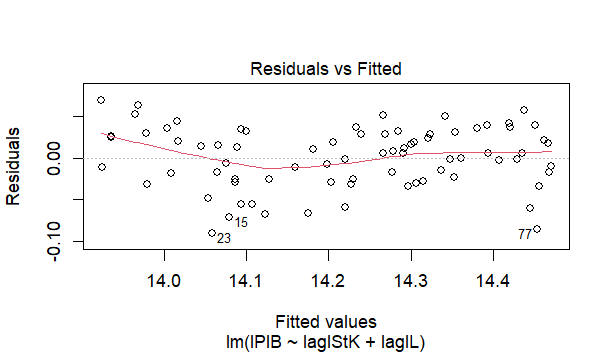 Residuals vs Fitted
Residuals
0.00
-0.10
15
23
77
14.0 14.1 14.2 14.3 14.4
Fitted values
lm(lPIB ~ laglStK + laglL)